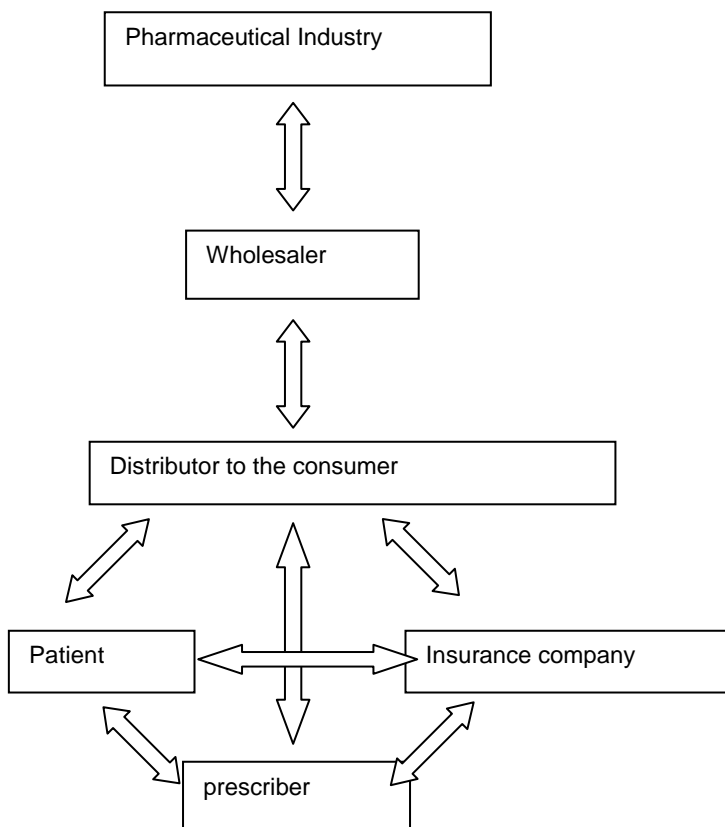 Pharmaceutical Industry
Wholesaler
Distributor to the consumer
Patient
Insurance company
prescriber